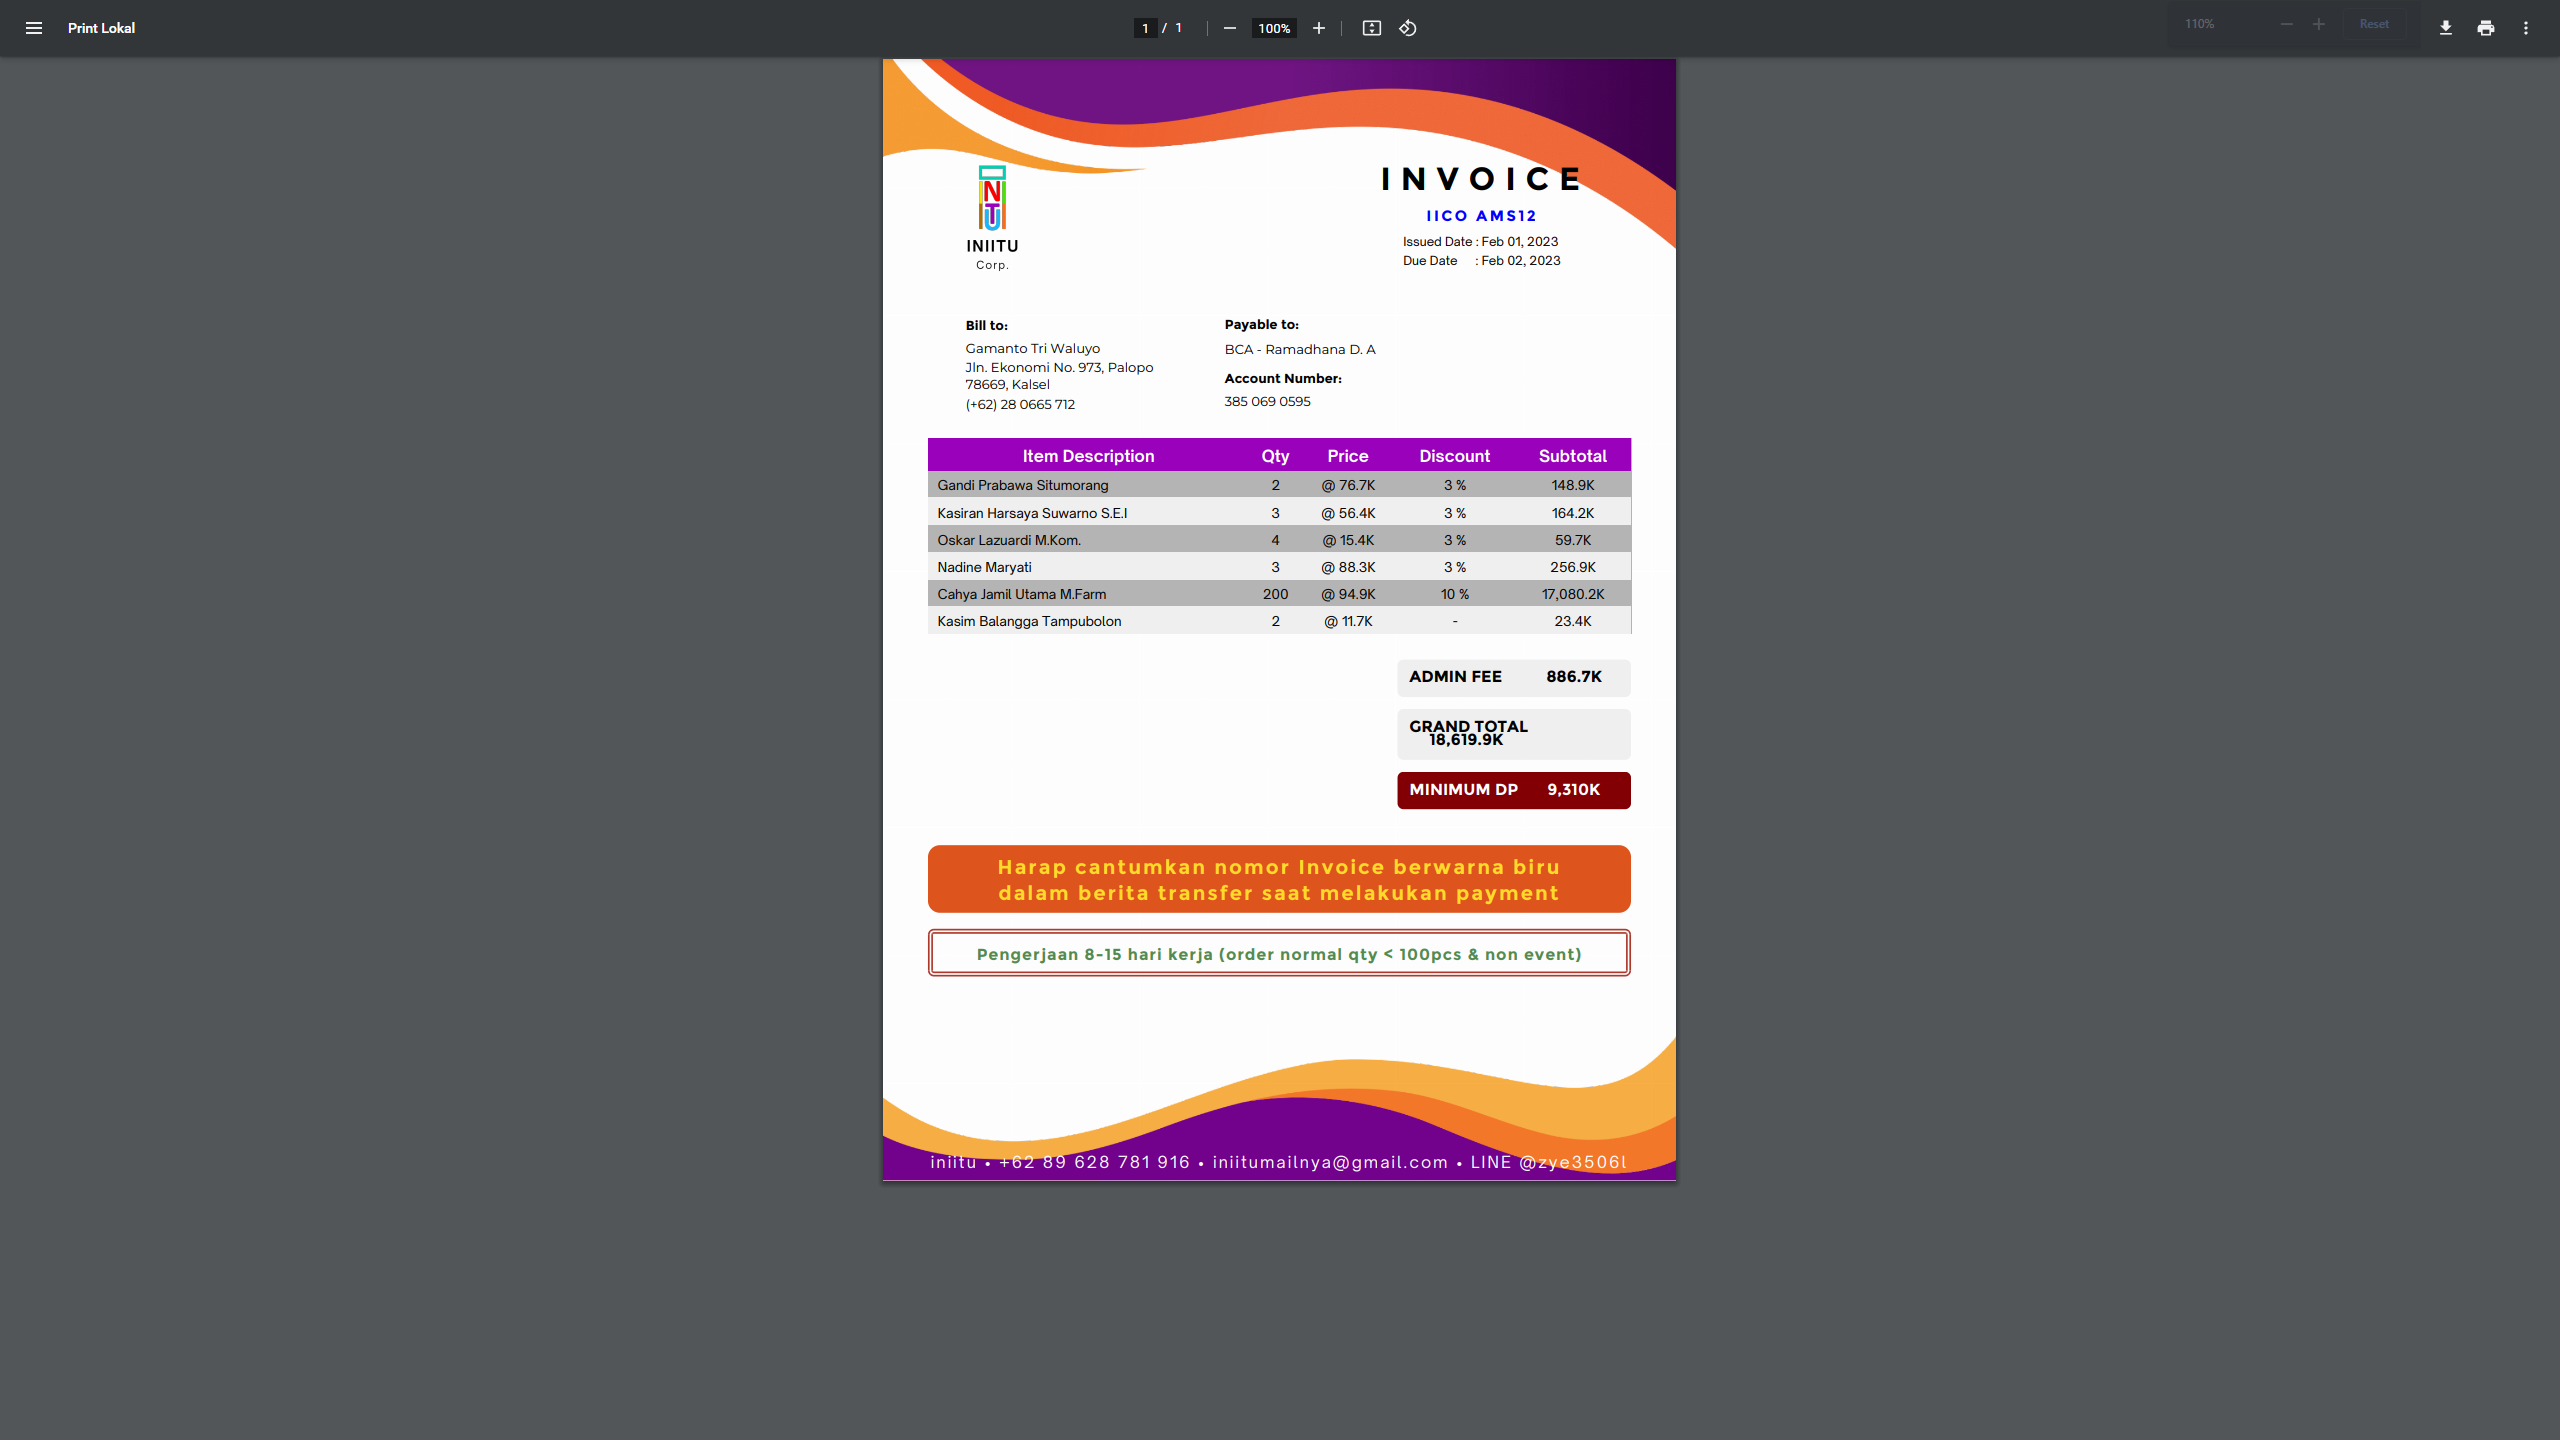 Print Lokal
1 / 1
100%
110%
Reset
INIITU
INIITU
Corp.
INVOICE
IICO AMS12
Issued Date : Feb 01, 2023
Due Date : Feb 02, 2023
Bill to:
Gamanto Tri Waluyo
Jln. Ekonomi No. 973, Palopo
78669, Kalsel
(+62) 28 0665 712
Payable to:
BCA - Ramadhana D. A
Account Number:
385 069 0595
Item Description Qty Price Discount Subtotal
Gandi Prabawa Situmorang 2 @ 76.7K 3 % 148.9K
Kasiran Harsaya Suwarno S.E.I 3 @ 56.4K 3 % 164.2K
Oskar Lazuardi M.Kom. 4 @ 15.4K 3 % 59.7K
Nadine Maryati 3 @ 88.3K 3 % 256.9K
Cahya Jamil Utama M.Farm 200 @ 94.9K 10 % 17,080.2K
Kasim Balangga Tampubolon 2 @ 11.7K - 23.4K
ADMIN FEE 886.7K
GRAND TOTAL
18,619.9K
MINIMUM DP 9,310K
Harap cantumkan nomor Invoice berwarna biru
dalam berita transfer saat melakukan payment
Pengerjaan 8-15 hari kerja (order normal qty < 100pcs & non event)
iniitu • +62 89 628 781 916 • iniitumailnya@gmail.com • LINE @zye3506l